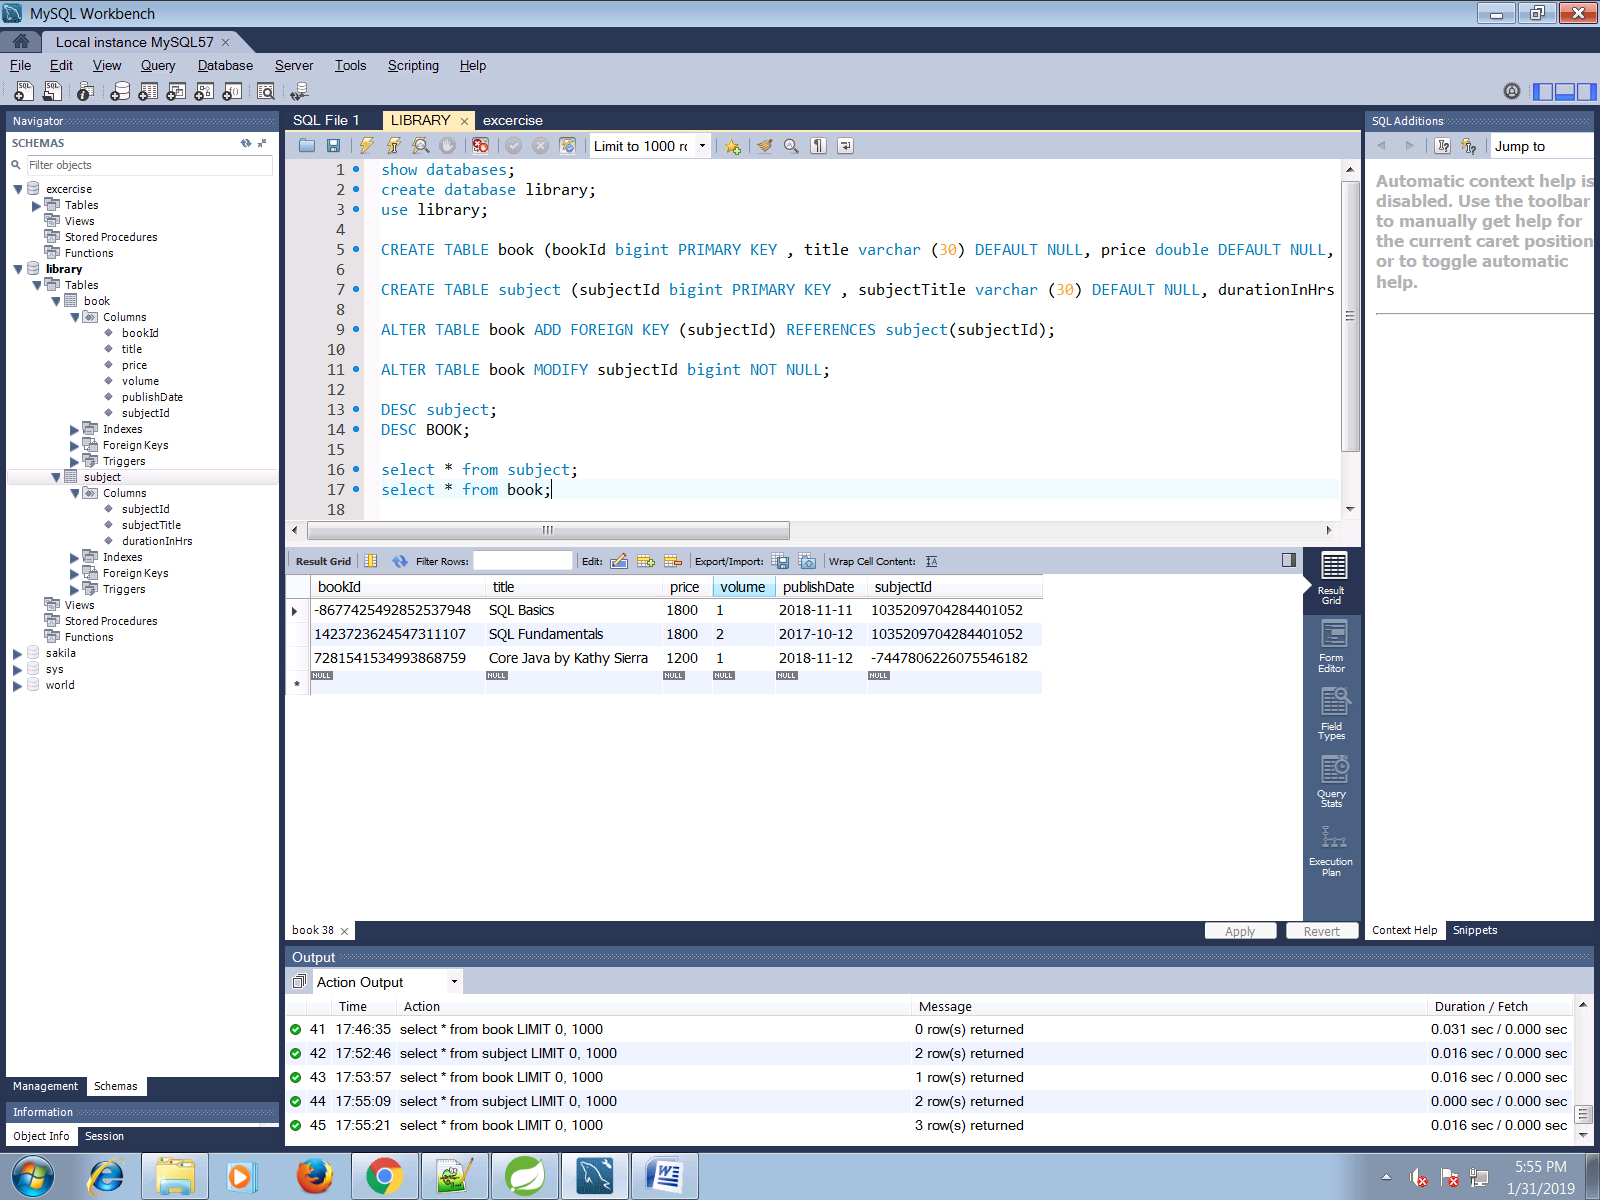 MySQL Workbench
Local instance MySQL57
File Edit View Query Database Server Tools Scripting Help
Navigator
SCHEMAS
Filter objects
excercise
Tables
Views
Stored Procedures
Functions
library
Tables
book
Columns
bookId
title
price
volume
publishDate
subjectId
Indexes
Foreign Keys
Triggers
subject
Columns
subjectId
subjectTitle
durationInHrs
Indexes
Foreign Keys
Triggers
Views
Stored Procedures
Functions
sakila
sys
world
Management Schemas
Information
Object Info Session
SQL File 1 LIBRARY excercise
Limit to 1000 r
1 show databases;
2 create database library;
3 use library;
4
5 CREATE TABLE book (bookId bigint PRIMARY KEY , title varchar (30) DEFAULT NULL, price double DEFAULT NULL,
6
7 CREATE TABLE subject (subjectId bigint PRIMARY KEY , subjectTitle varchar (30) DEFAULT NULL, durationInHrs
8
9 ALTER TABLE book ADD FOREIGN KEY (subjectId) REFERENCES subject(subjectId);
10
11 ALTER TABLE book MODIFY subjectId bigint NOT NULL;
12
13 DESC subject;
14 DESC BOOK;
15
16 select * from subject;
17 select * from book;
18
Result Grid Filter Rows: Edit: Export/Import: Wrap Cell Content:
bookId title price volume publishDate subjectId
-8677425492852537948 SQL Basics 1800 1 2018-11-11 1035209704284401052
1423723624547311107 SQL Fundamentals 1800 2 2017-10-12 1035209704284401052
7281541534993868759 Core Java by Kathy Sierra 1200 1 2018-11-12 -7447806226075546182
NULL NULL NULL NULL NULL NULL
Result
Grid
Form
Editor
Field
Types
Query
Stats
Execution
Plan
book 38
Apply Revert
SQL Additions
Jump to
Automatic context help is
disabled. Use the toolbar
to manually get help for
the current caret position
or to toggle automatic
help.
Context Help Snippets
Output
Action Output
Time Action Message Duration / Fetch
41 17:46:35 select * from book LIMIT 0, 1000 0 row(s) returned 0.031 sec / 0.000 sec
42 17:52:46 select * from subject LIMIT 0, 1000 2 row(s) returned 0.016 sec / 0.000 sec
43 17:53:57 select * from book LIMIT 0, 1000 1 row(s) returned 0.016 sec / 0.000 sec
44 17:55:09 select * from subject LIMIT 0, 1000 2 row(s) returned 0.000 sec / 0.000 sec
45 17:55:21 select * from book LIMIT 0, 1000 3 row(s) returned 0.016 sec / 0.000 sec
5:55 PM
1/31/2019